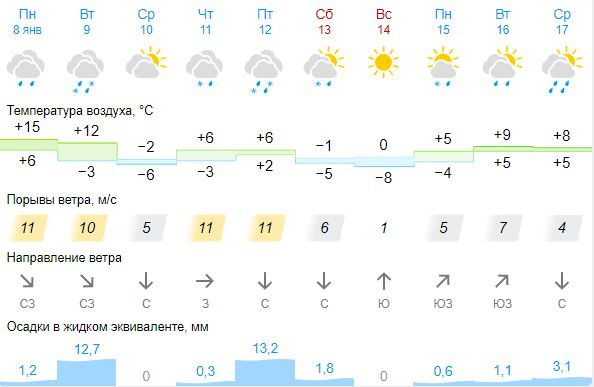 Пн Вт Ср Чт Пт Сб Вс Пн Вт Ср
8 янв 9 10 11 12 13 14 15 16 17
Температура воздуха, °C
+15 +12 −2 +6 +6 −1 0 +5 +9 +8
+6 −3 −6 −3 +2 −5 −8 −4 +5 +5
Порывы ветра, м/с
11 10 5 11 11 6 1 5 7 4
Направление ветра
СЗ СЗ С З С С Ю ЮЗ ЮЗ С
Осадки в жидком эквиваленте, мм
1,2 12,7 0 0,3 13,2 1,8 0 0,6 1,1 3,1